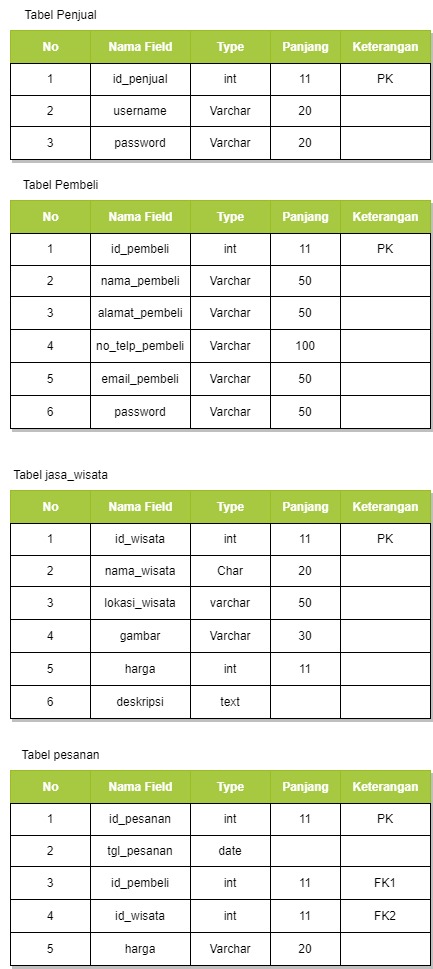 Tabel Penjual
No Nama Field Type Panjang Keterangan
1 id_penjual int 11 PK
2 username Varchar 20
3 password Varchar 20
Tabel Pembeli
No Nama Field Type Panjang Keterangan
1 id_pembeli int 11 PK
2 nama_pembeli Varchar 50
3 alamat_pembeli Varchar 50
4 no_telp_pembeli Varchar 100
5 email_pembeli Varchar 50
6 password Varchar 50
Tabel jasa_wisata
No Nama Field Type Panjang Keterangan
1 id_wisata int 11 PK
2 nama_wisata Char 20
3 lokasi_wisata varchar 50
4 gambar Varchar 30
5 harga int 11
6 deskripsi text
Tabel pesanan
No Nama Field Type Panjang Keterangan
1 id_pesanan int 11 PK
2 tgl_pesanan date
3 id_pembeli int 11 FK1
4 id_wisata int 11 FK2
5 harga Varchar 20